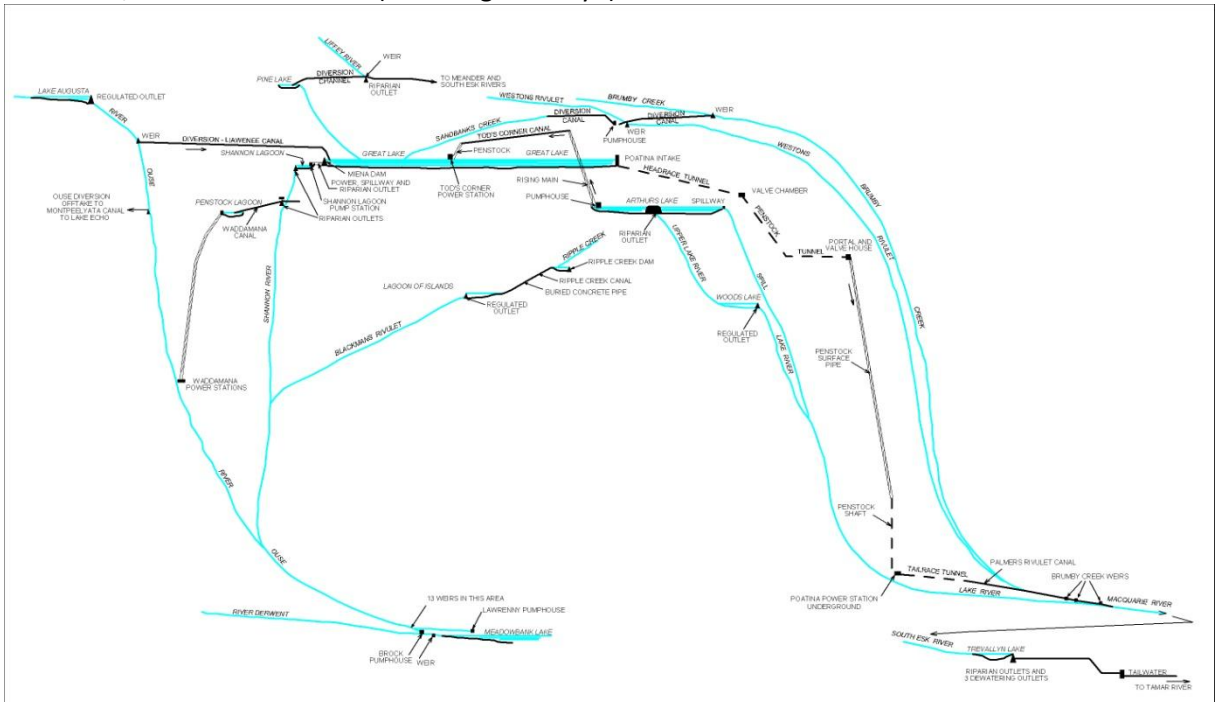 LIFFEY RIVER
WEIR
PINE LAKE
DIVERSION
CHANNEL
RIPARIAN
OUTLET
TO MEANDER AND
SOUTH ESK RIVERS
LAKE AUGUSTA
REGULATED OUTLET
RIVER
WEIR
DIVERSION - LIAWENEE CANAL
WESTONS RIVULET
BRUMBY CREEK
WEIR
SANDBANKS CREEK
DIVERSION
CANAL
DIVERSION
CANAL
TOD'S CORNER CANAL
PUMPHOUSE
WEIR
WESTONS
SHANNON LAGOON
GREAT LAKE
PENSTOCK
GREAT LAKE
POATINA INTAKE
MIENA DAM
POWER, SPILLWAY AND
RIPARIAN OUTLET
TOD'S CORNER
POWER STATION
RISING MAIN
HEADRACE TUNNEL
VALVE CHAMBER
BRUMBY
OUSE
SHANNON LAGOON
PUMP STATION
PUMPHOUSE
ARTHURS LAKE
SPILLWAY
PENSTOCK
OUSE DIVERSION
OFFTAKE TO
MONTPEELYATA CANAL
TO LAKE ECHO
PENSTOCK LAGOON
RIPARIAN OUTLETS
WADDAMANA
CANAL
RIPARIAN
OUTLET
UPPER LAKE RIVER
TUNNEL
PORTAL AND
VALVE HOUSE
RIVULET
RIPPLE CREEK
RIPPLE CREEK DAM
RIPPLE CREEK CANAL
BURIED CONCRETE PIPE
SPILL
LAGOON OF ISLANDS
REGULATED
OUTLET
WOODS LAKE
REGULATED
OUTLET
SHANNON RIVER
BLACKMANS RIVULET
LAKE RIVER
CREEK
PENSTOCK
SURFACE
PIPE
WADDAMANA
POWER STATIONS
RIVER
PENSTOCK
SHAFT
OUSE
TAILRACE TUNNEL
PALMERS RIVULET CANAL
BRUMBY CREEK WEIRS
POATINA POWER STATION
UNDERGROUND
LAKE RIVER
MACQUARIE RIVER
13 WEIRS IN THIS AREA
LAWRENNY PUMPHOUSE
RIVER DERWENT
MEADOWBANK LAKE
BROCK
PUMPHOUSE
WEIR
SOUTH ESK RIVER
TREVALLYN LAKE
RIPARIAN OUTLETS AND
3 DEWATERING OUTLETS
TAILWATER
TO TAMAR RIVER